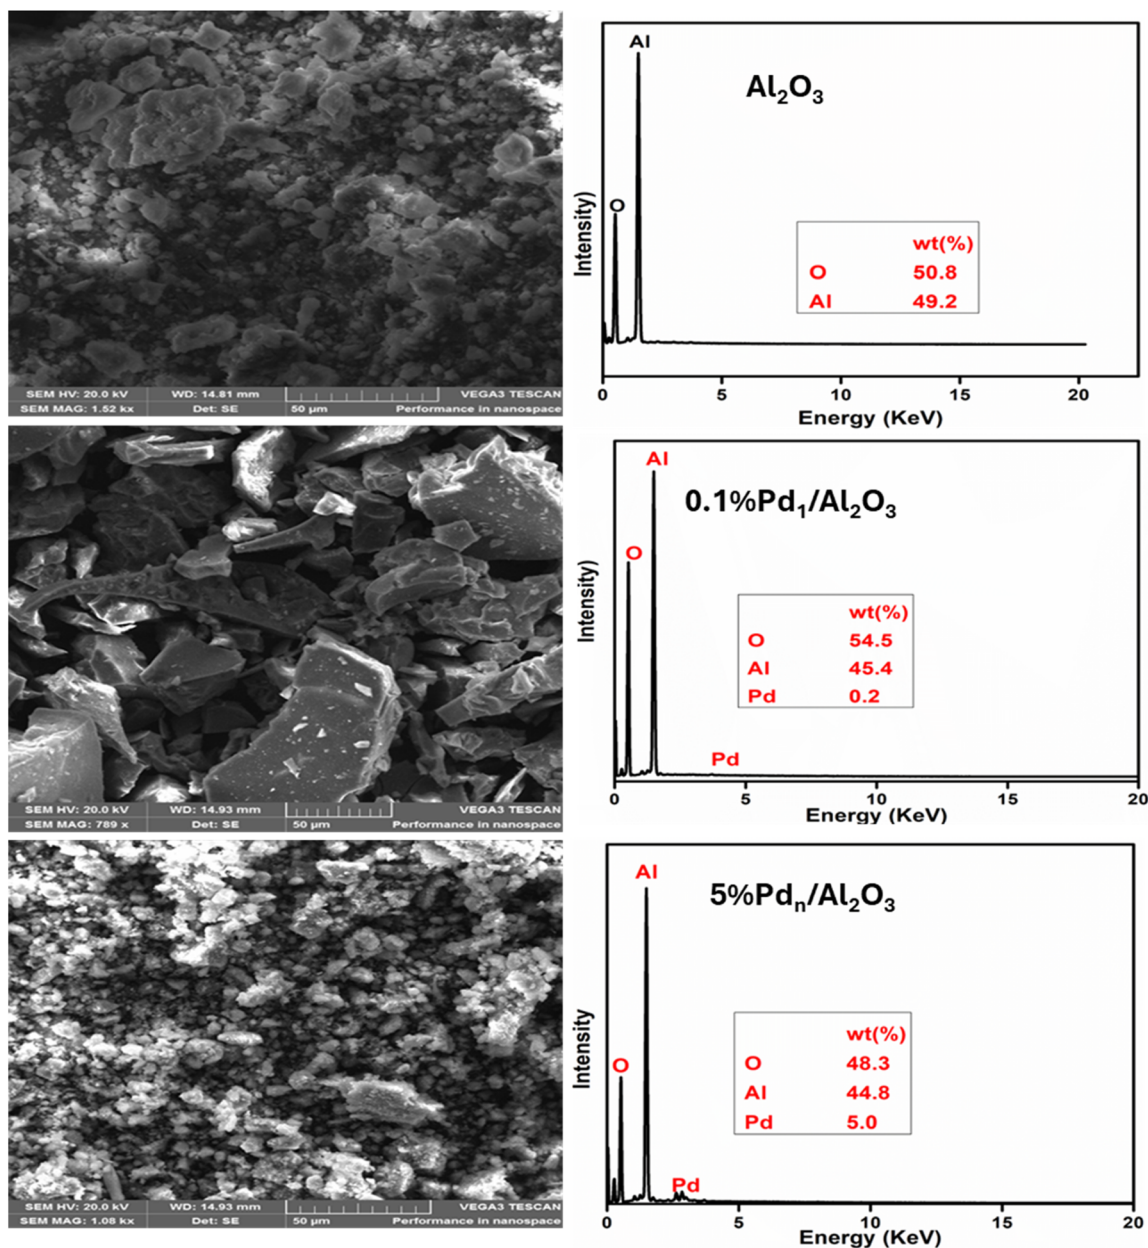 SEM HV: 20.0 kV WD: 14.81 mm VEGA3 TESCAN
SEM MAG: 1.52 kx Det: SE 50 µm Performance in nanospace
Al₂O₃
Al
O
wt(%)
O 50.8
Al 49.2
Intensity)
0 5 10 15 20
Energy (KeV)
SEM HV: 20.0 kV WD: 14.93 mm VEGA3 TESCAN
SEM MAG: 789 x Det: SE 50 µm Performance in nanospace
Al
0.1%Pd₁/Al₂O₃
O
wt(%)
O 54.5
Al 45.4
Pd 0.2
Pd
Intensity)
0 5 10 15 20
Energy (KeV)
SEM HV: 20.0 kV WD: 14.93 mm VEGA3 TESCAN
SEM MAG: 1.08 kx Det: SE 50 µm Performance in nanospace
Al
5%Pdₙ/Al₂O₃
O
wt(%)
O 48.3
Al 44.8
Pd 5.0
Pd
Intensity
0 5 10 15 20
Energy (KeV)